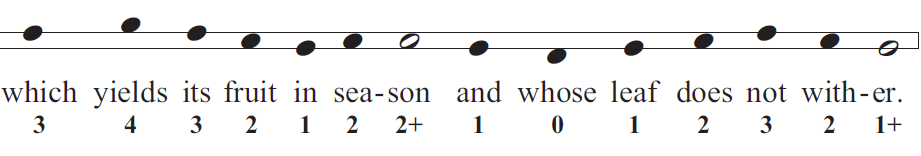 which yields its fruit in sea-son and whose leaf does not with-er.
3 4 3 2 1 2 2+ 1 0 1 2 3 2 1+